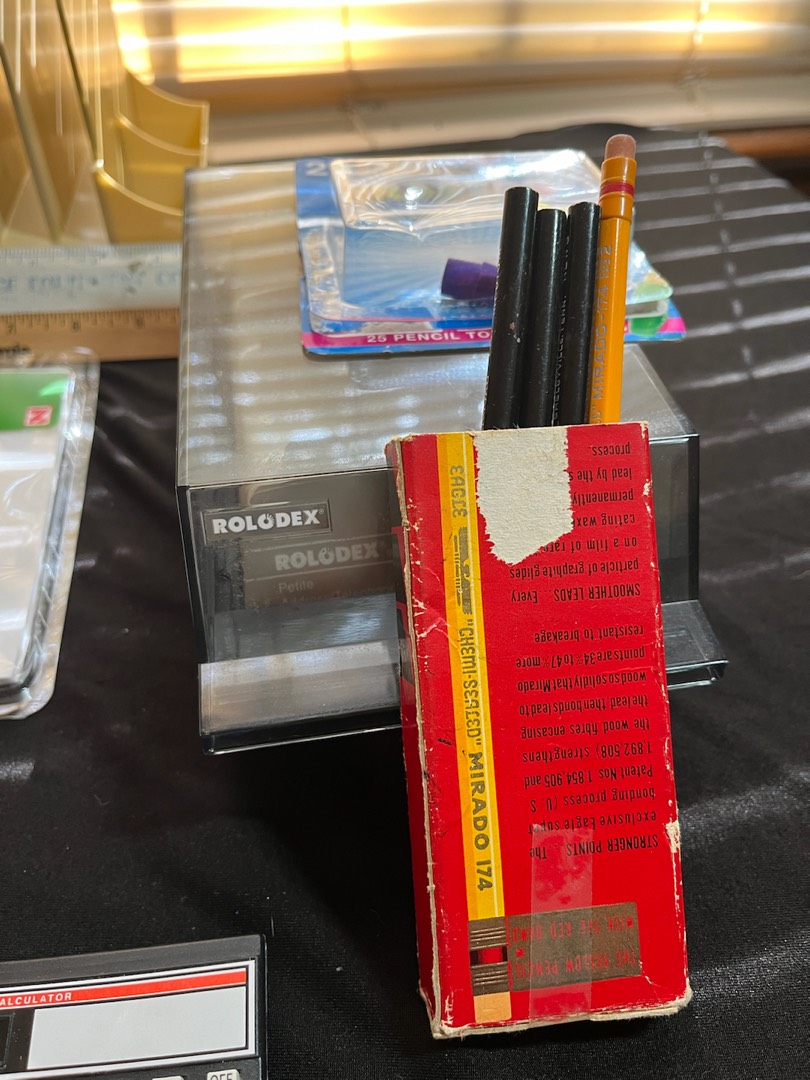 2
25 PENCIL TO
MIRADO 174
ROLODEX®
ROLODEX
Petite
EAGLE "CHEMI-SEALED" MIRADO 174
THE YELLOW PENCIL
WITH THE RED BAND
STRONGER POINTS. The
exclusive Eagle super
bonding process (U. S.
Patent Nos. 1,854,905 and
1,892,508) strengthens
the wood fibres encasing
the lead, then bonds lead to
wood so solidly that Mirado
points are 34% to 47% more
resistant to breakage.
SMOOTHER LEADS. Every
particle of graphite glides
on a film of
cating wax
permanently
lead by the
process.
N
ALCULATOR
OFF